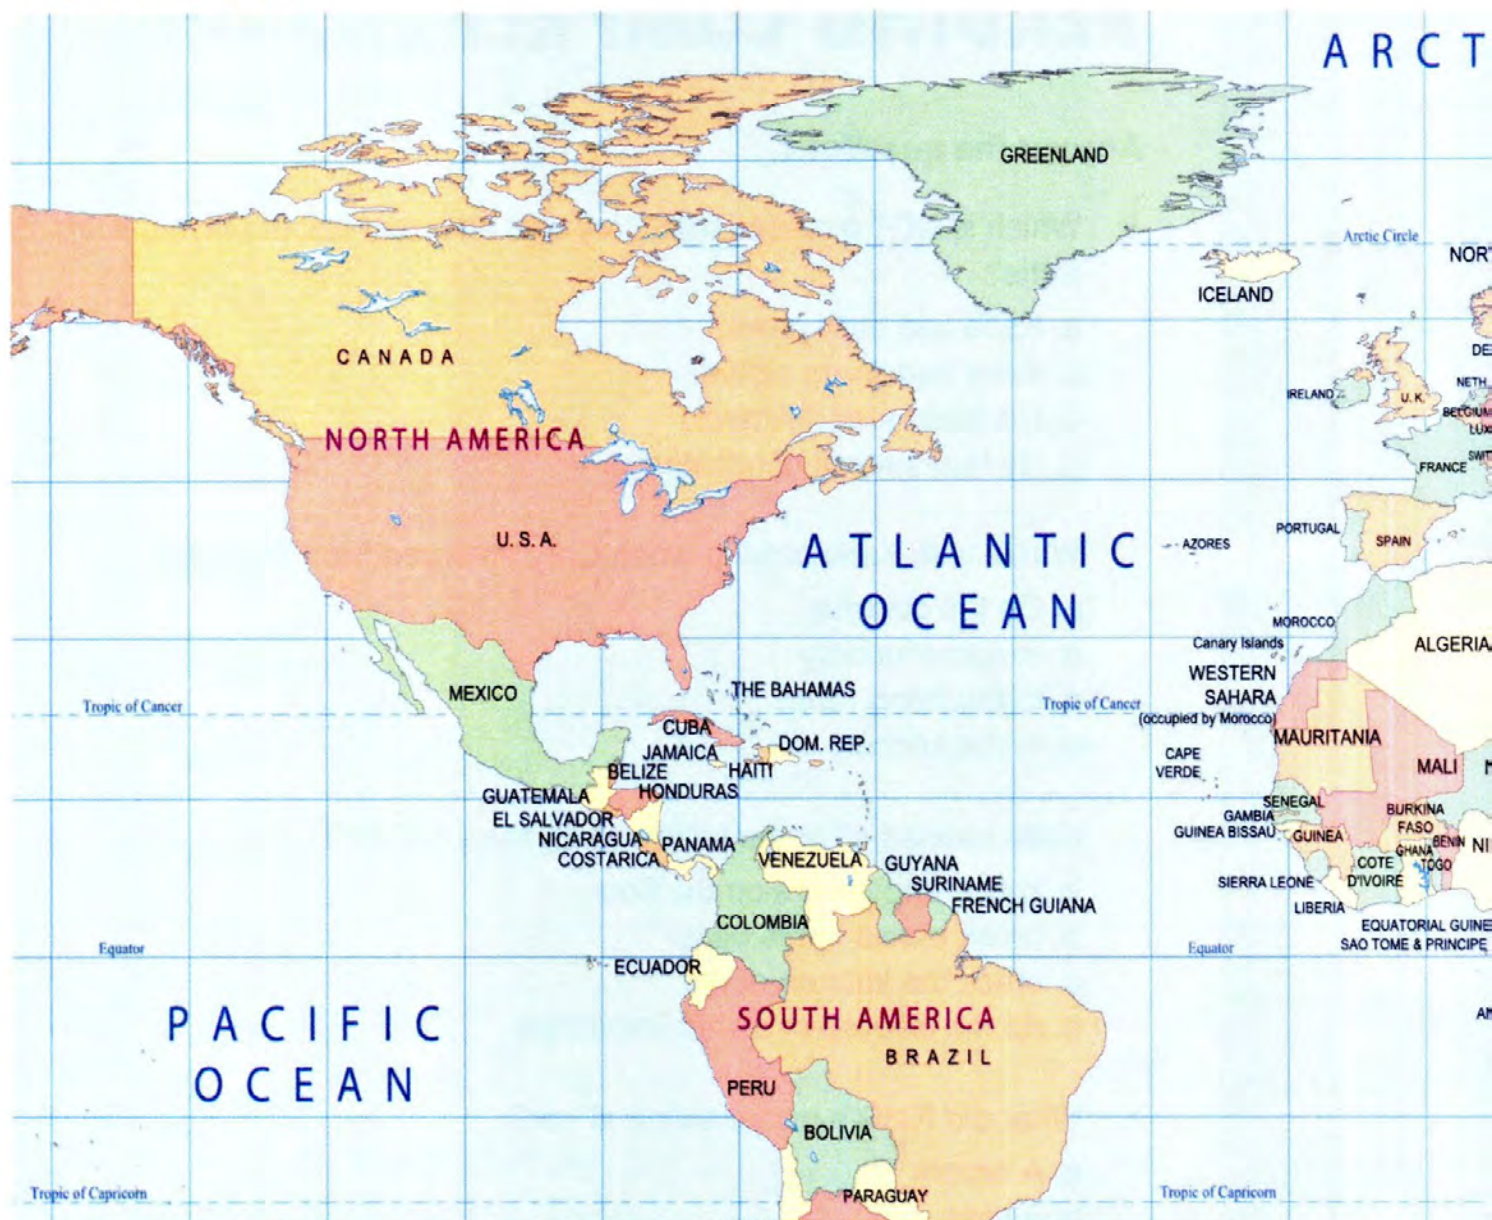 ARCT
GREENLAND
Arctic Circle
NOR
ICELAND
CANADA
DE
NETH
IRELAND
U.K.
BELGIUM
LUX
NORTH AMERICA
FRANCE
SWIT
U. S. A.
ATLANTIC
OCEAN
PORTUGAL
SPAIN
AZORES
MOROCCO
Canary Islands
ALGERIA
WESTERN
SAHARA
(occupied by Morocco)
MEXICO
THE BAHAMAS
Tropic of Cancer
Tropic of Cancer
CUBA
JAMAICA
DOM. REP.
HAITI
BELIZE
HONDURAS
GUATEMALA
EL SALVADOR
NICARAGUA
PANAMA
COSTARICA
MAURITANIA
MALI
CAPE
VERDE
SENEGAL
GAMBIA
GUINEA BISSAU
GUINEA
BURKINA
FASO
GHANA
BENIN
TOGO
NI
COTE
D'IVOIRE
SIERRA LEONE
LIBERIA
EQUATORIAL GUINE
SAO TOME & PRINCIPE
VENEZUELA
GUYANA
SURINAME
FRENCH GUIANA
COLOMBIA
Equator
Equator
ECUADOR
PACIFIC
OCEAN
SOUTH AMERICA
BRAZIL
PERU
BOLIVIA
PARAGUAY
Tropic of Capricorn
Tropic of Capricorn